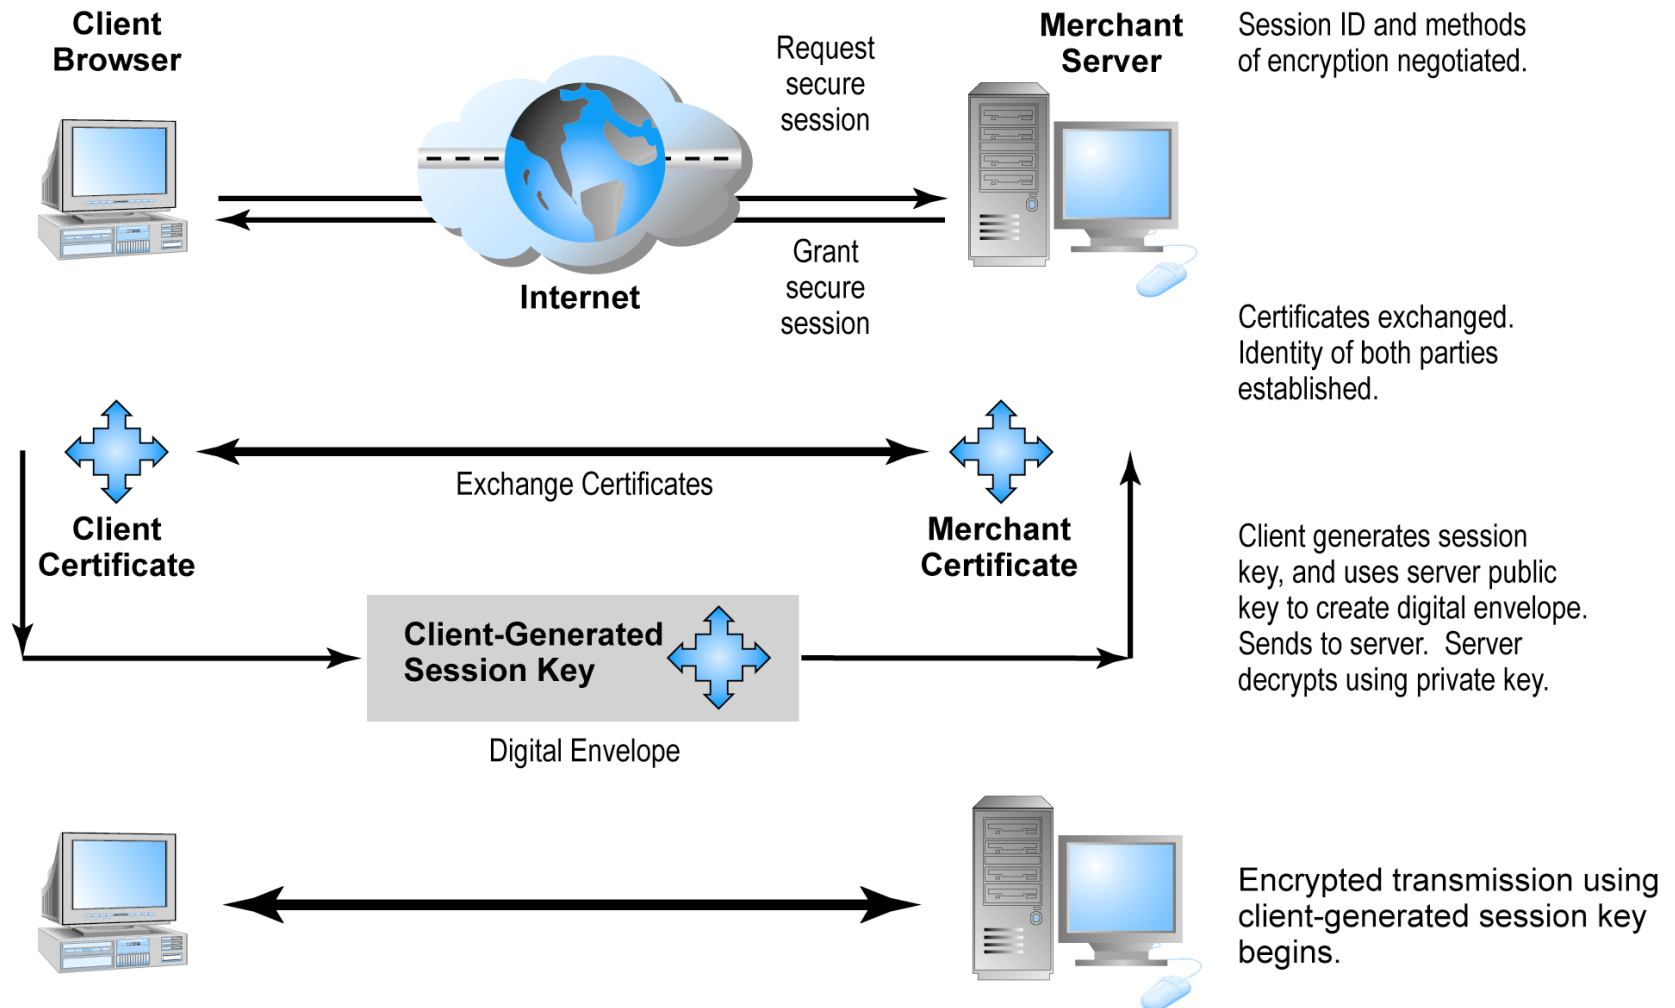 Client
Browser
Request
secure
session
Merchant
Server
Session ID and methods
of encryption negotiated.
Internet
Grant
secure
session
Certificates exchanged.
Identity of both parties
established.
Exchange Certificates
Client
Certificate
Merchant
Certificate
Client generates session
key, and uses server public
key to create digital envelope.
Sends to server.  Server
decrypts using private key.
Client-Generated
Session Key
Digital Envelope
Encrypted transmission using
client-generated session key
begins.